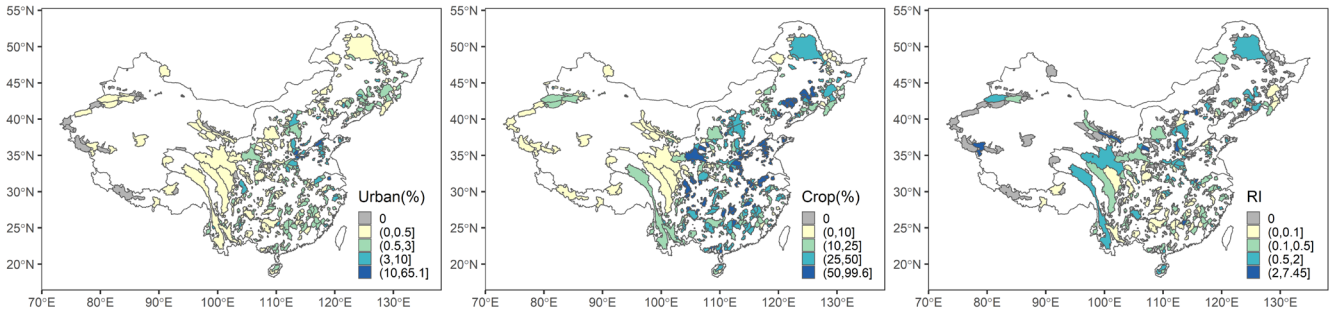 55°N
50°N
45°N
40°N
35°N
30°N
25°N
20°N
70°E 80°E 90°E 100°E 110°E 120°E 130°E
Urban(%)
0
(0,0.5]
(0.5,3]
(3,10]
(10,65.1]
55°N
50°N
45°N
40°N
35°N
30°N
25°N
20°N
70°E 80°E 90°E 100°E 110°E 120°E 130°E
Crop(%)
0
(0,10]
(10,25]
(25,50]
(50,99.6]
55°N
50°N
45°N
40°N
35°N
30°N
25°N
20°N
70°E 80°E 90°E 100°E 110°E 120°E 130°E
RI
0
(0,0.1]
(0.1,0.5]
(0.5,2]
(2,7.45]